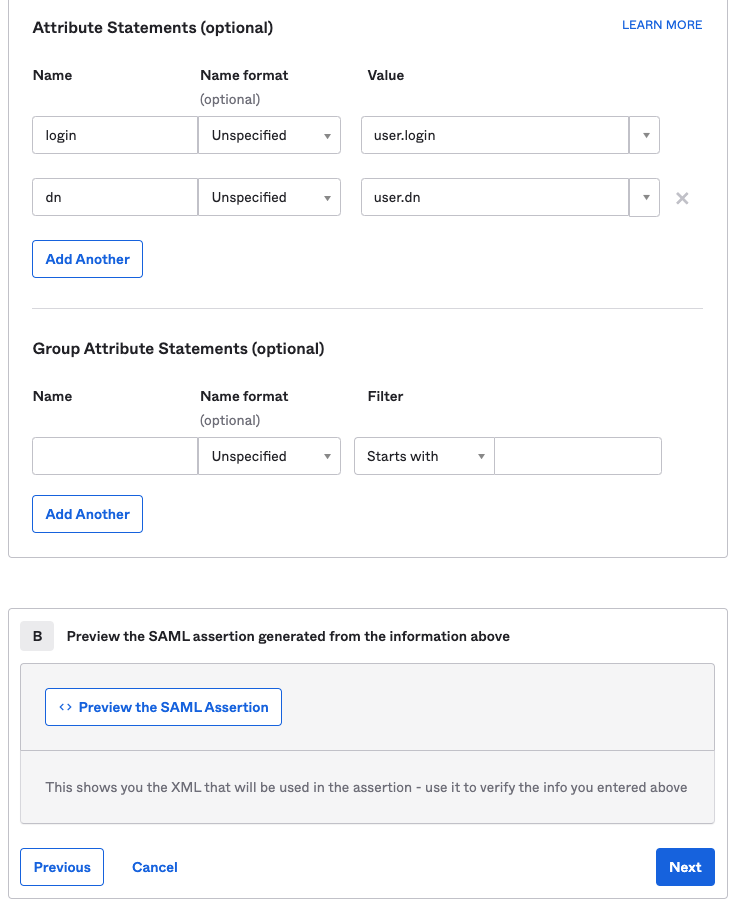 Attribute Statements (optional)
LEARN MORE
Name
Name format
(optional)
Value
login
Unspecified
user.login
dn
Unspecified
user.dn
Add Another
Group Attribute Statements (optional)
Name
Name format
(optional)
Filter
Unspecified
Starts with
Add Another
B
Preview the SAML assertion generated from the information above
<> Preview the SAML Assertion
This shows you the XML that will be used in the assertion - use it to verify the info you entered above
Previous
Cancel
Next